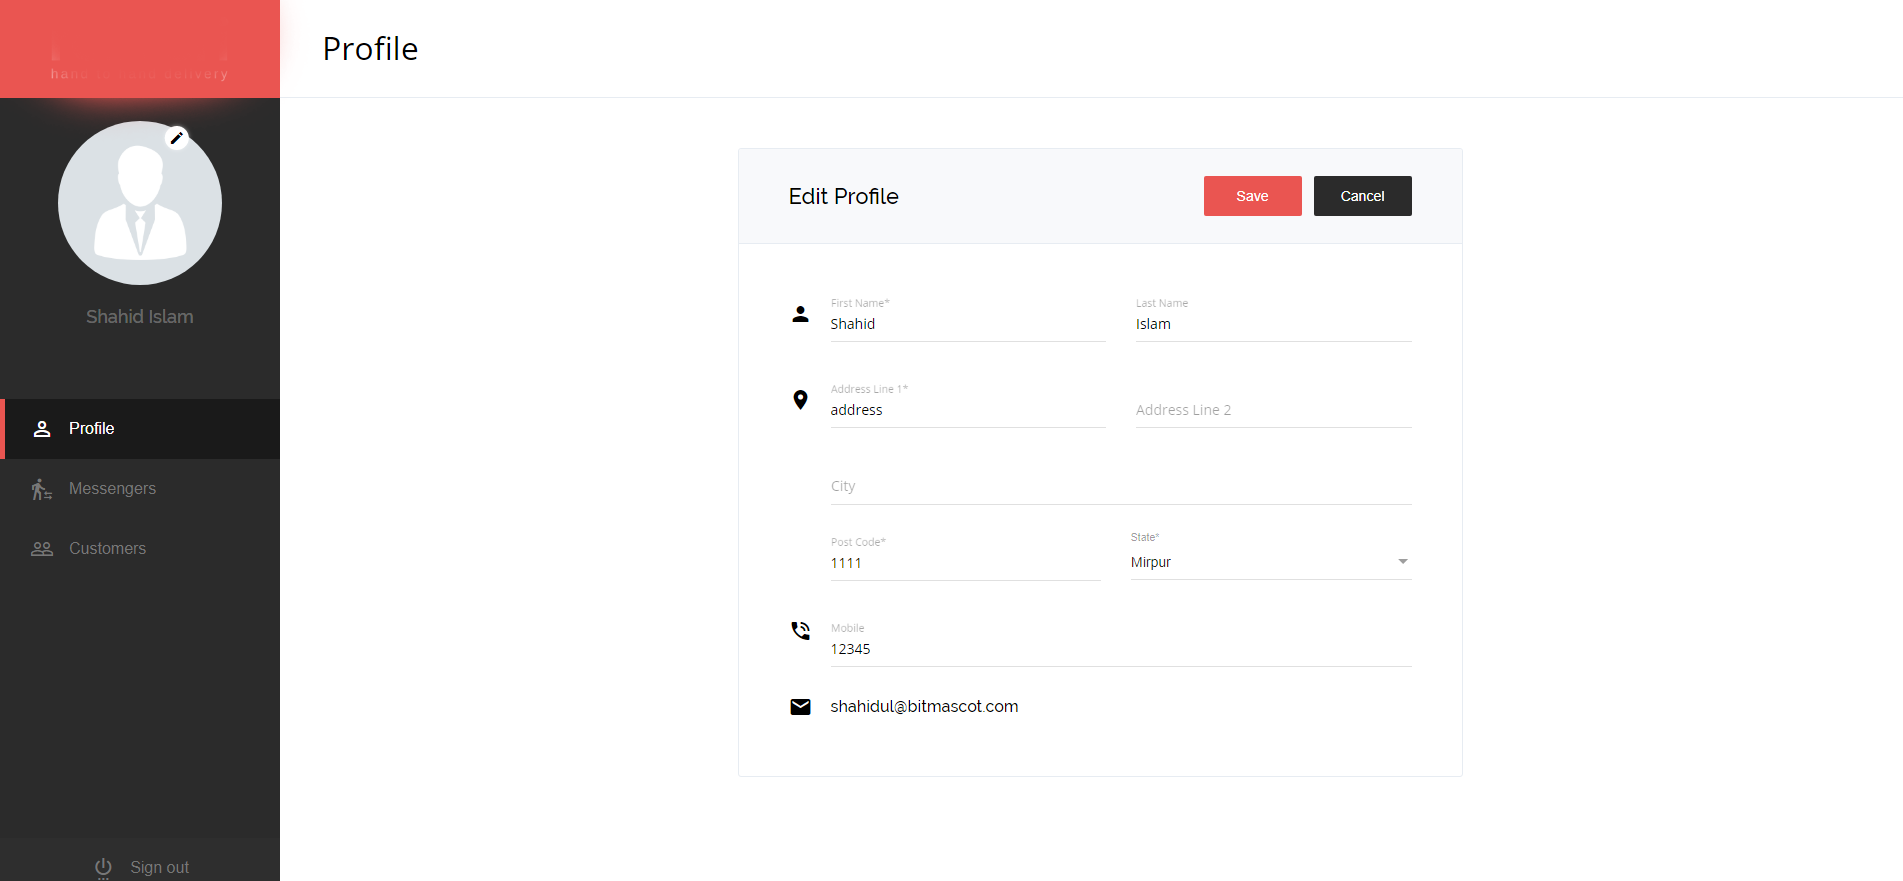 Profile
Shahid Islam
Profile
Messengers
Customers
Sign out
Edit Profile
Save
Cancel
First Name*
Last Name
Shahid
Islam
Address Line 1*
address
Address Line 2
City
Post Code*
State*
1111
Mirpur
Mobile
12345
shahidul@bitmascot.com